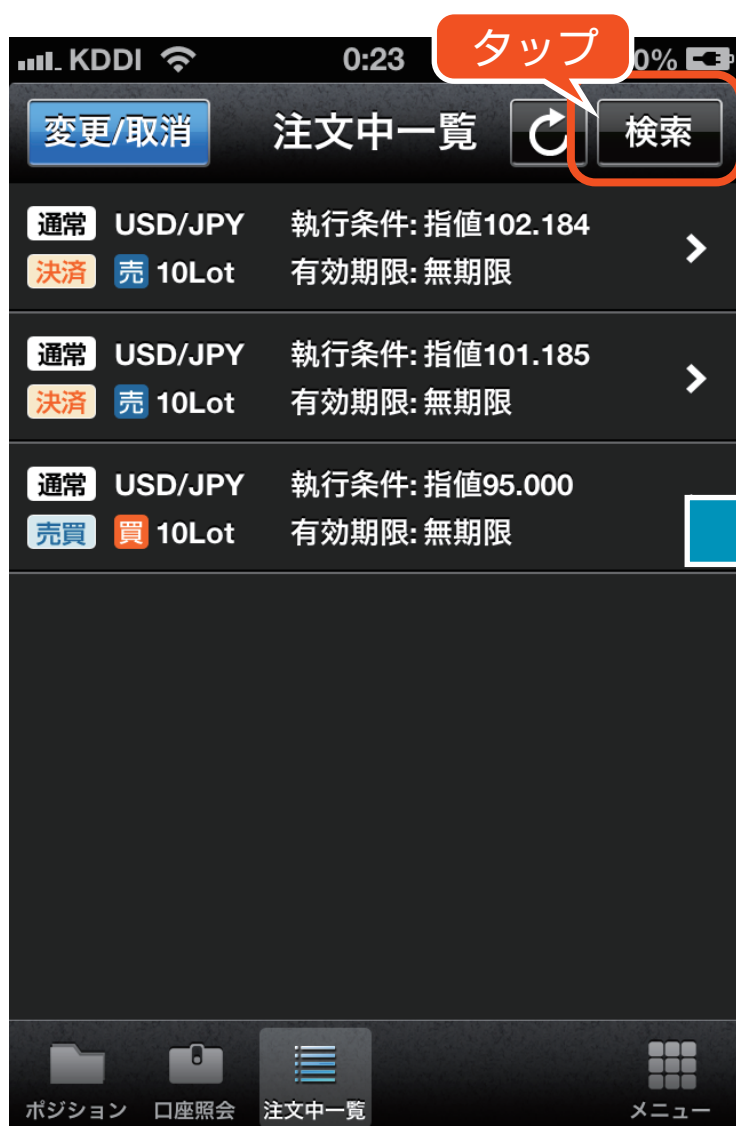 タップ
KDDI 0:23 0%
変更/取消 注文中一覧 検索
通常 USD/JPY 執行条件: 指値102.184
決済 売 10Lot 有効期限: 無期限
通常 USD/JPY 執行条件: 指値101.185
決済 売 10Lot 有効期限: 無期限
通常 USD/JPY 執行条件: 指値95.000
売買 買 10Lot 有効期限: 無期限
ポジション 口座照会 注文中一覧 メニュー